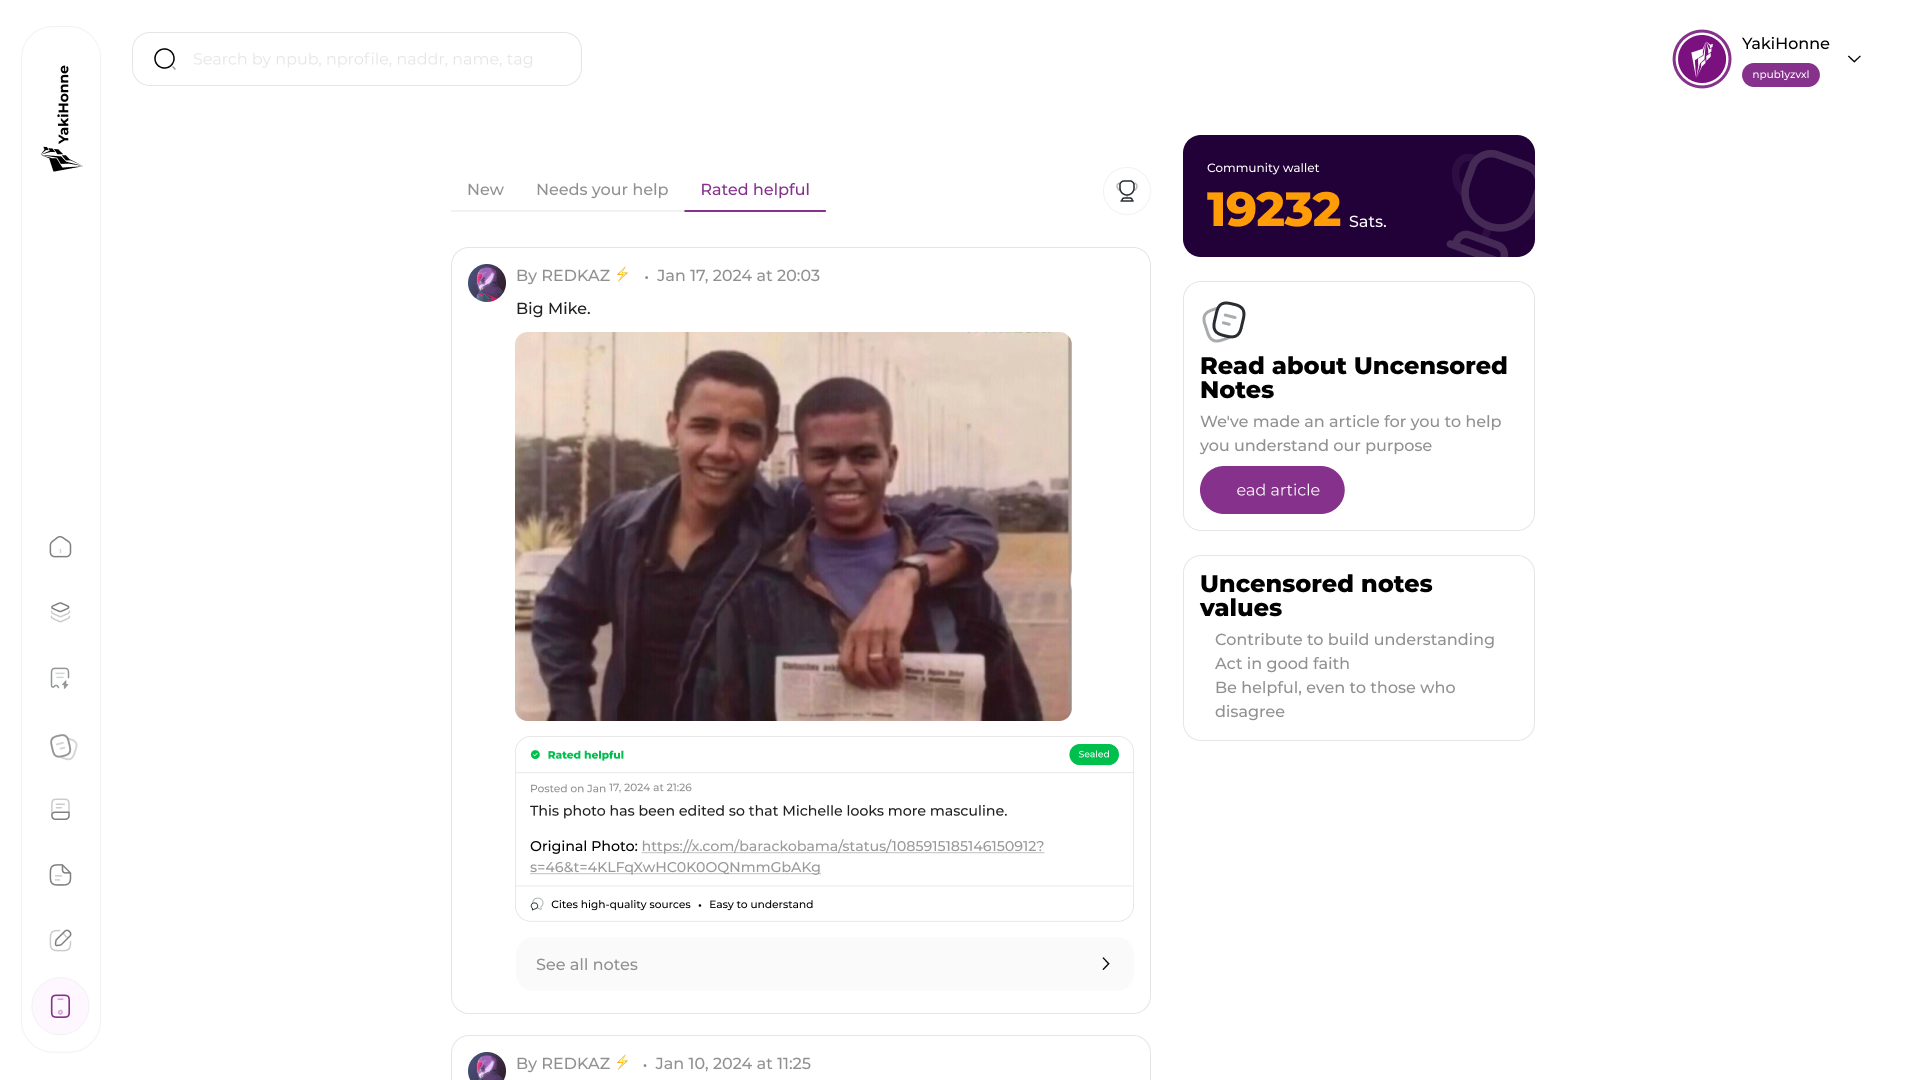 YakiHonne
Search by npub, nprofile, naddr, name, tag
YakiHonne
npub1yzvxl
New
Needs your help
Rated helpful
By REDKAZ⚡ • Jan 17, 2024 at 20:03
Big Mike.
Rated helpful
Sealed
Posted on Jan 17, 2024 at 21:26
This photo has been edited so that Michelle looks more masculine.
Original Photo: https://x.com/barackobama/status/1085915185146150912?
s=46&t=4KLFqXwHC0K0OQNmmGbAKg
Cites high-quality sources • Easy to understand
See all notes
By REDKAZ⚡ • Jan 10, 2024 at 11:25
Community wallet
19232 Sats.
Read about Uncensored
Notes
We've made an article for you to help
you understand our purpose
ead article
Uncensored notes
values
Contribute to build understanding
Act in good faith
Be helpful, even to those who
disagree